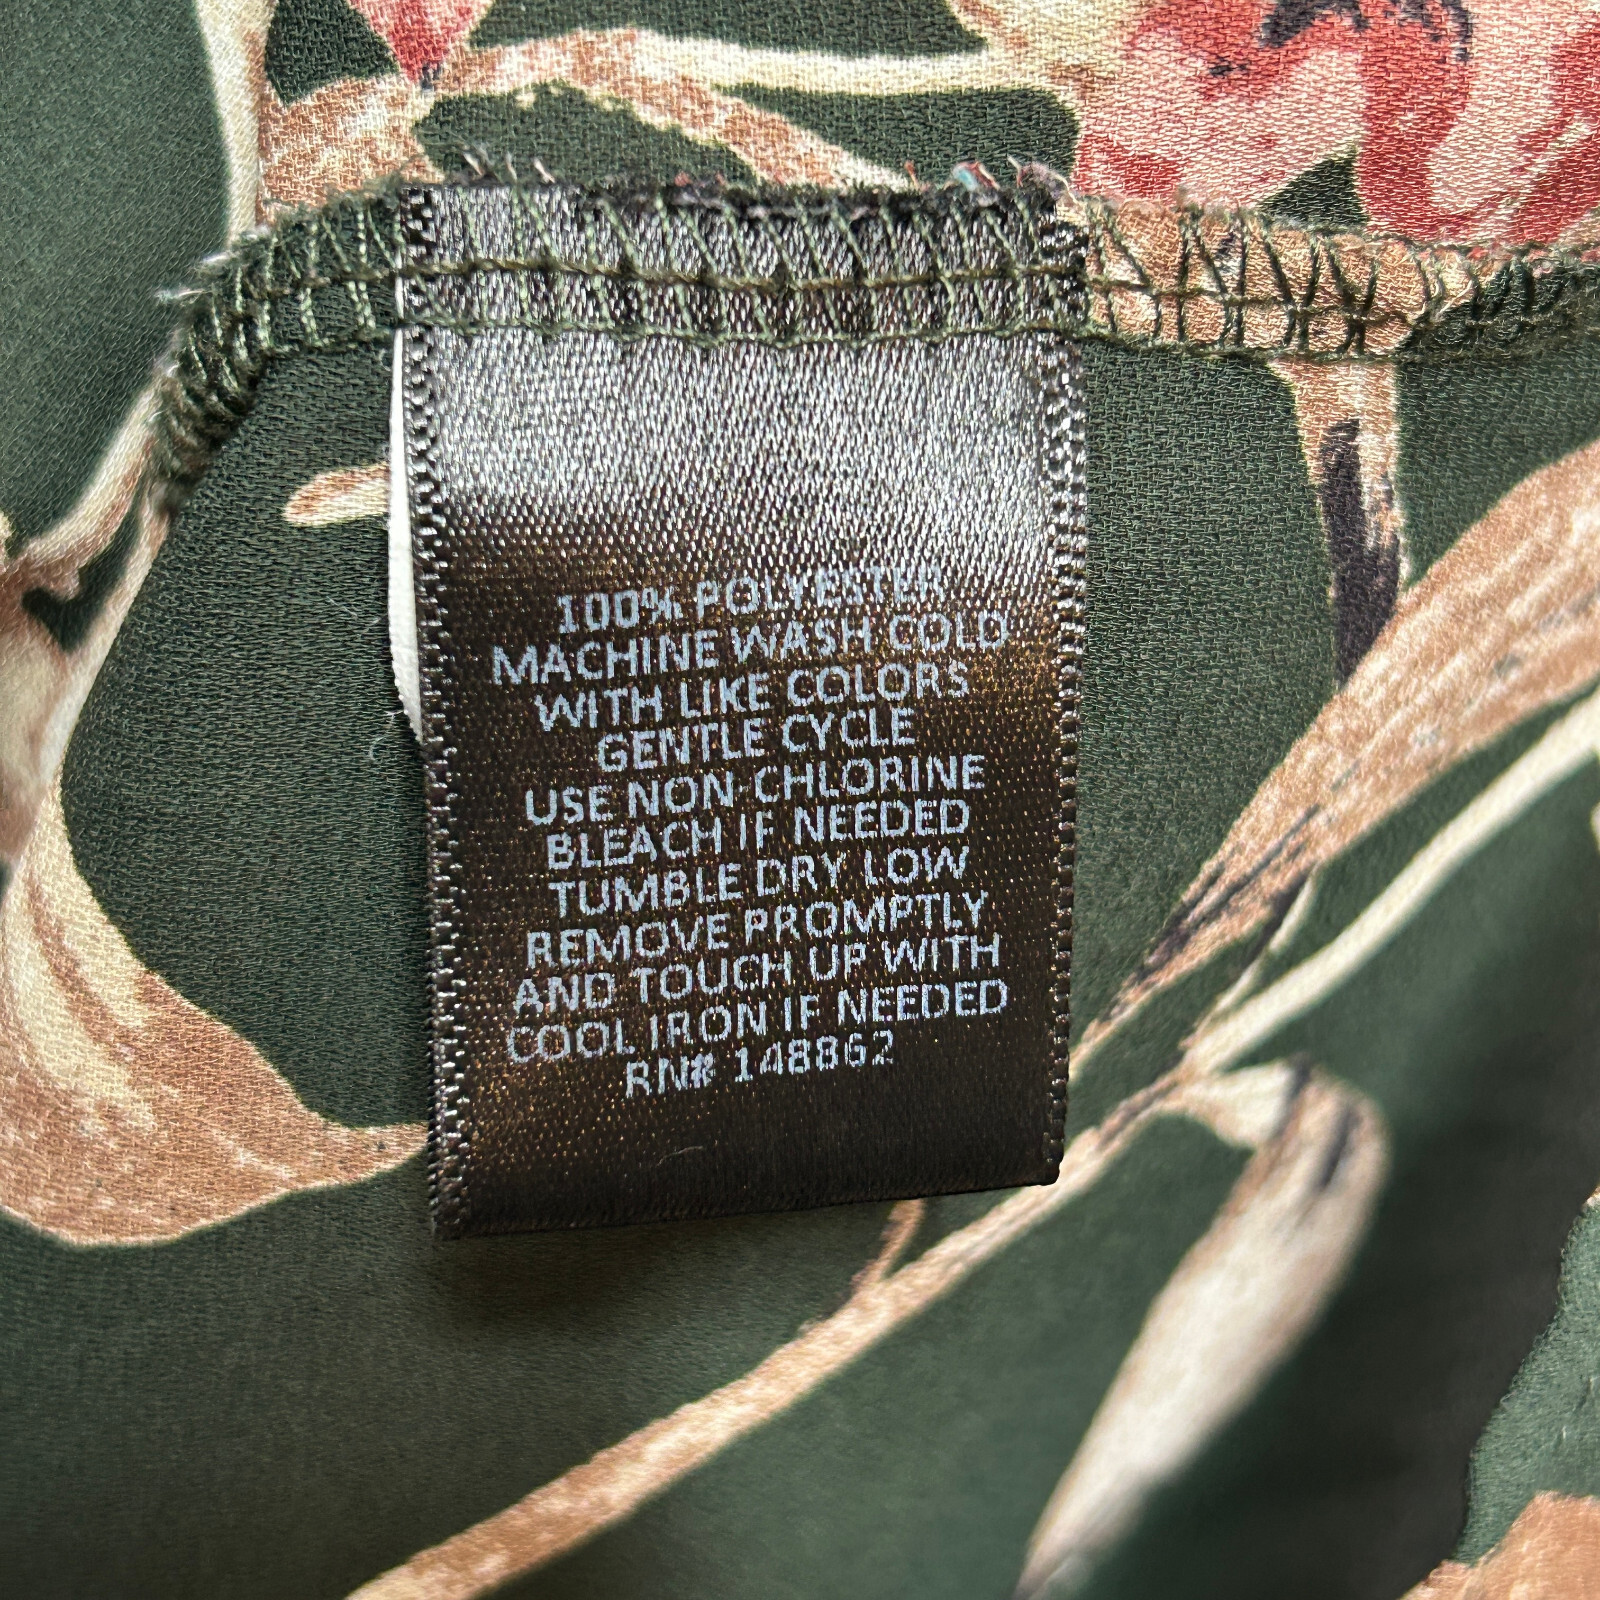 100% POLYESTER
MACHINE WASH COLD
WITH LIKE COLORS
GENTLE CYCLE
USE NON-CHLORINE
BLEACH IF NEEDED
TUMBLE DRY LOW
REMOVE PROMPTLY
AND TOUCH UP WITH
COOL IRON IF NEEDED
RN# 148862